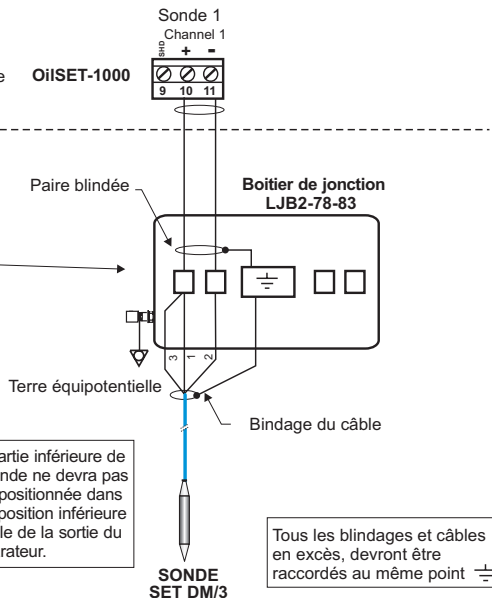 Sonde 1
Channel 1
SHD + -
e OilSET-1000
9 10 11
Paire blindée
Boitier de jonction
LJB2-78-83
3 1 2
Terre équipotentielle
Bindage du câble
artie inférieure de
nde ne devra pas
positionnée dans
position inférieure
le de la sortie du
rateur.
Tous les blindages et câbles
en excès, devront être
raccordés au même point
SONDE
SET DM/3